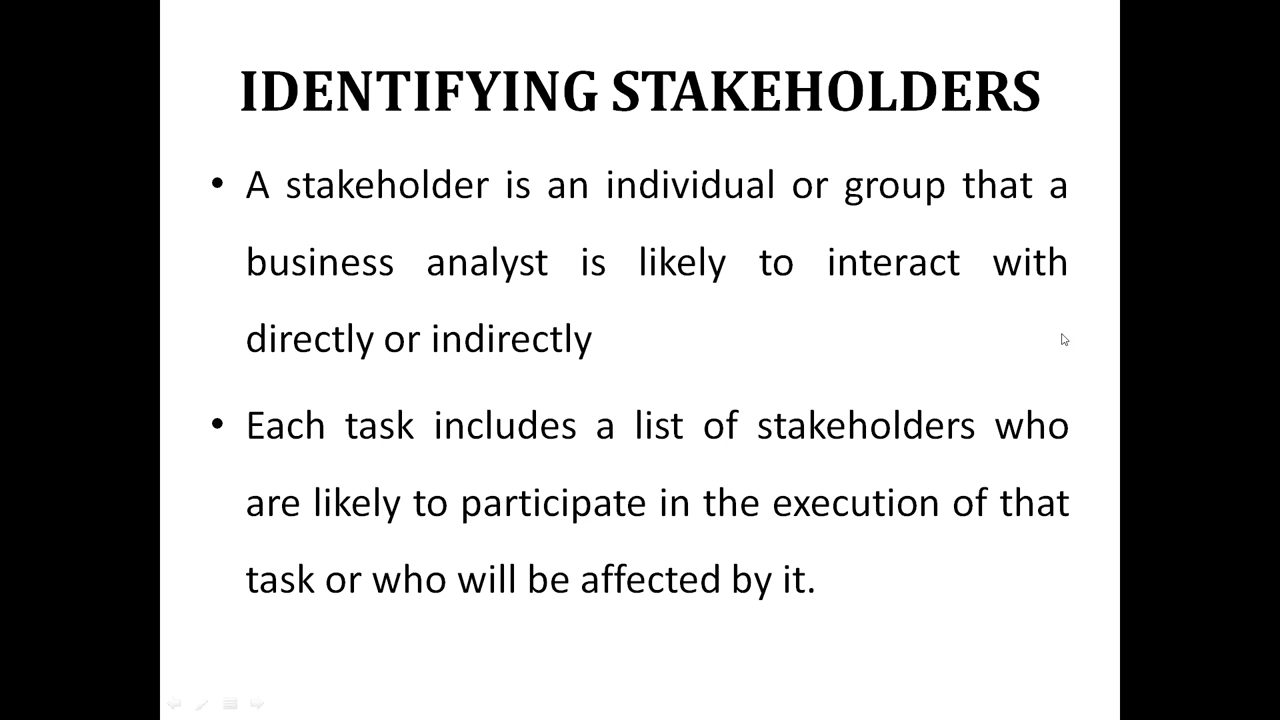 IDENTIFYING STAKEHOLDERS
• A stakeholder is an individual or group that a
business analyst is likely to interact with
directly or indirectly
• Each task includes a list of stakeholders who
are likely to participate in the execution of that
task or who will be affected by it.